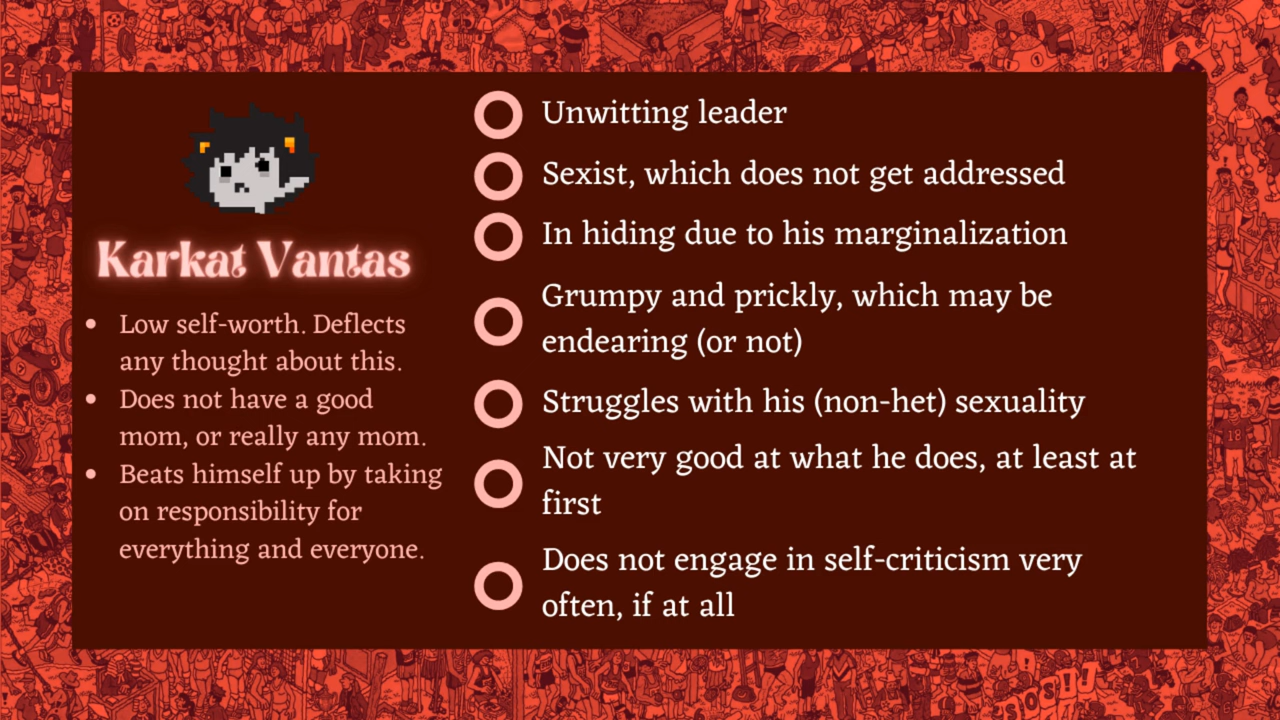 Karkat Vantas
Low self-worth. Deflects
any thought about this.
Does not have a good
mom, or really any mom.
Beats himself up by taking
on responsibility for
everything and everyone.
Unwitting leader
Sexist, which does not get addressed
In hiding due to his marginalization
Grumpy and prickly, which may be
endearing (or not)
Struggles with his (non-het) sexuality
Not very good at what he does, at least at
first
Does not engage in self-criticism very
often, if at all
2
1
18